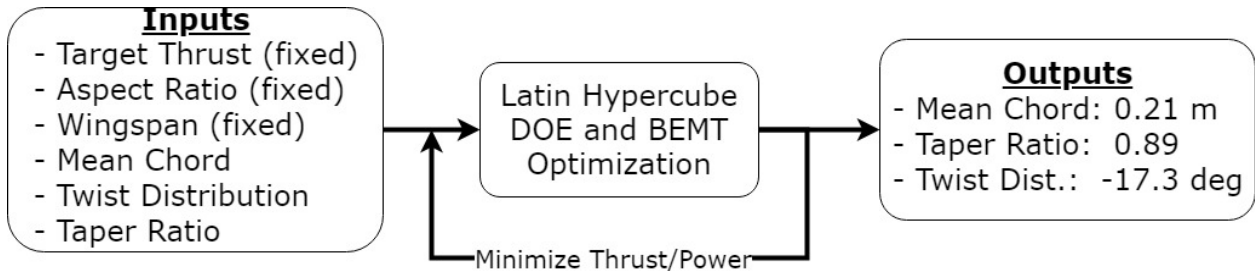 Inputs
- Target Thrust (fixed)
- Aspect Ratio (fixed)
- Wingspan (fixed)
- Mean Chord
- Twist Distribution
- Taper Ratio
Latin Hypercube
DOE and BEMT
Optimization
Minimize Thrust/Power
Outputs
- Mean Chord: 0.21 m
- Taper Ratio: 0.89
- Twist Dist.: -17.3 deg